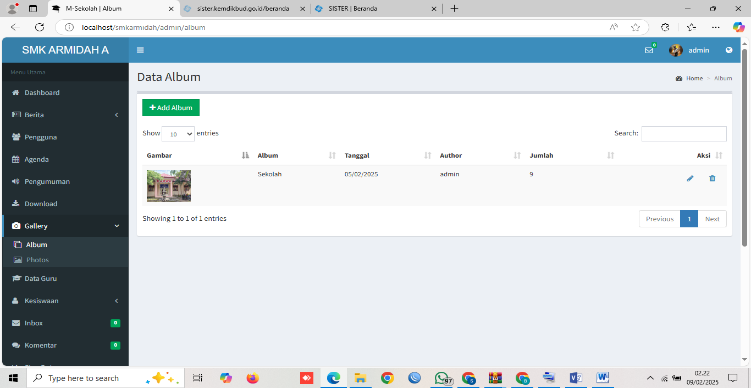 M-Sekolah | Album
sister.kemdikbud.go.id/beranda
SISTER | Beranda
localhost/smkarmidah/admin/album
SMK ARMIDAH A
admin
Menu Utama
Dashboard
Berita
Pengguna
Agenda
Pengumuman
Download
Gallery
Album
Photos
Data Guru
Kesiswaan
Inbox 0
Komentar 0
Data Album
Home > Album
+ Add Album
Show 10 entries
Search:
Gambar Album Tanggal Author Jumlah Aksi
Sekolah 05/02/2025 admin 9
Showing 1 to 1 of 1 entries
Previous 1 Next
Type here to search
97
02.22
09/02/2025